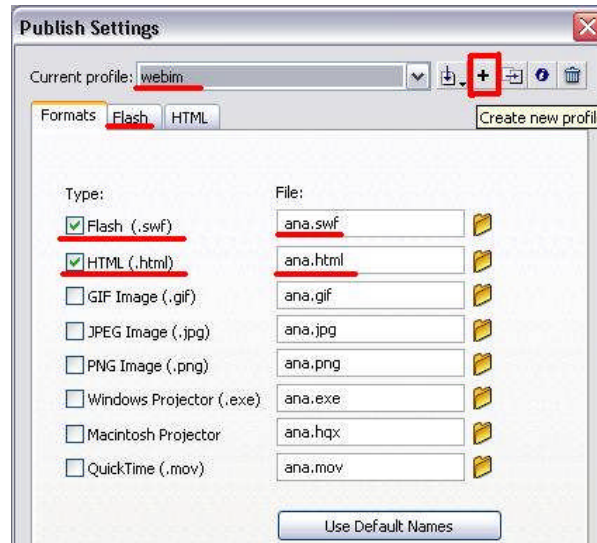 Publish Settings
Current profile: webim
Create new profil
Formats Flash HTML
Type: File:
Flash (.swf) ana.swf
HTML (.html) ana.html
GIF Image (.gif) ana.gif
JPEG Image (.jpg) ana.jpg
PNG Image (.png) ana.png
Windows Projector (.exe) ana.exe
Macintosh Projector ana.hqx
QuickTime (.mov) ana.mov
Use Default Names